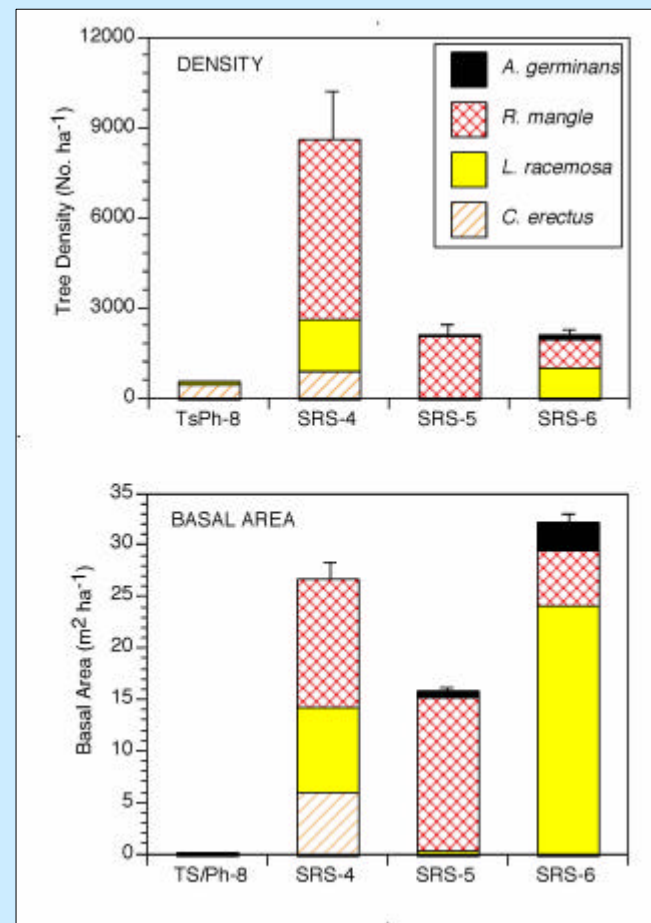 12000
9000
6000
3000
0
Tree Density (No. ha-1)
DENSITY
A. germinans
R. mangle
L. racemosa
C. erectus
TsPh-8 SRS-4 SRS-5 SRS-6
35
30
25
20
15
10
5
0
Basal Area (m2 ha-1)
BASAL AREA
TS/Ph-8 SRS-4 SRS-5 SRS-6